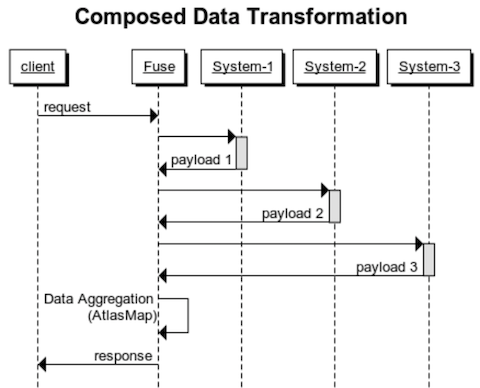 Composed Data Transformation
client
Fuse
System-1
System-2
System-3
request
payload 1
payload 2
payload 3
Data Aggregation
(AtlasMap)
response